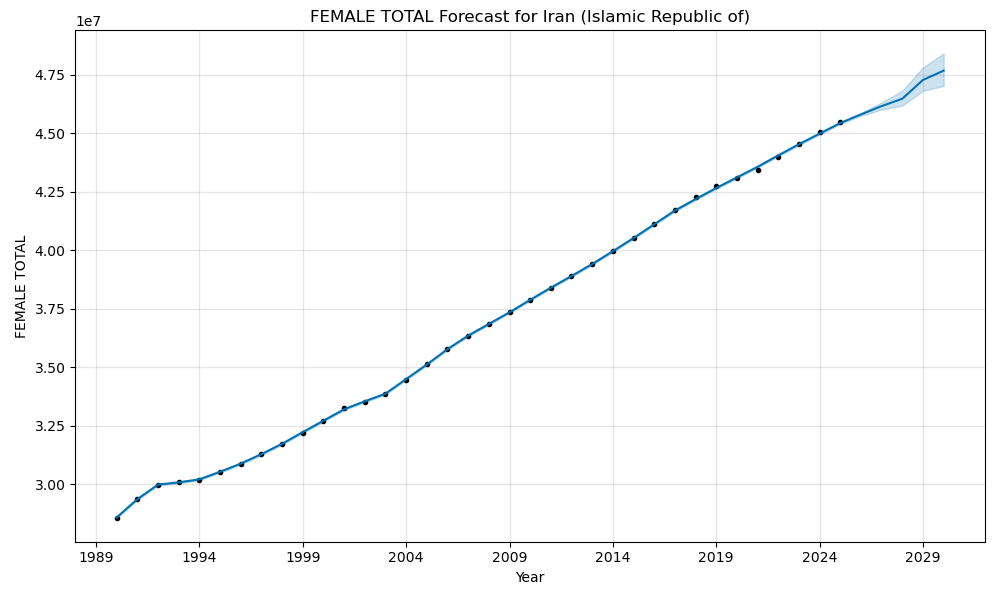 FEMALE TOTAL Forecast for Iran (Islamic Republic of)
1e7
4.75
4.50
4.25
4.00
3.75
3.50
3.25
3.00
FEMALE TOTAL
1989 1994 1999 2004 2009 2014 2019 2024 2029
Year